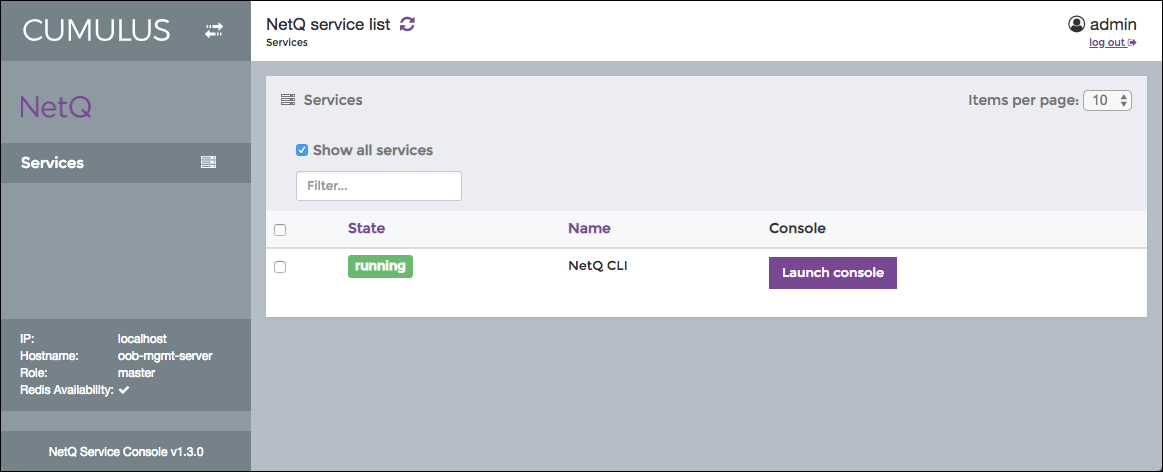 CUMULUS
NetQ service list
Services
admin
log out
NetQ
Services
Services
Items per page: 10
Show all services
Filter...
State Name Console
running NetQ CLI Launch console
IP: localhost
Hostname: oob-mgmt-server
Role: master
Redis Availability:
NetQ Service Console v1.3.0